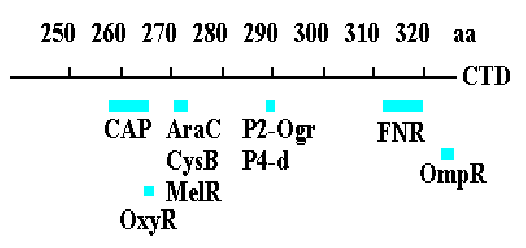 250 260 270 280 290 300 310 320 aa
CTD
CAP AraC P2-Ogr FNR
CysB P4-d OmpR
MelR
OxyR